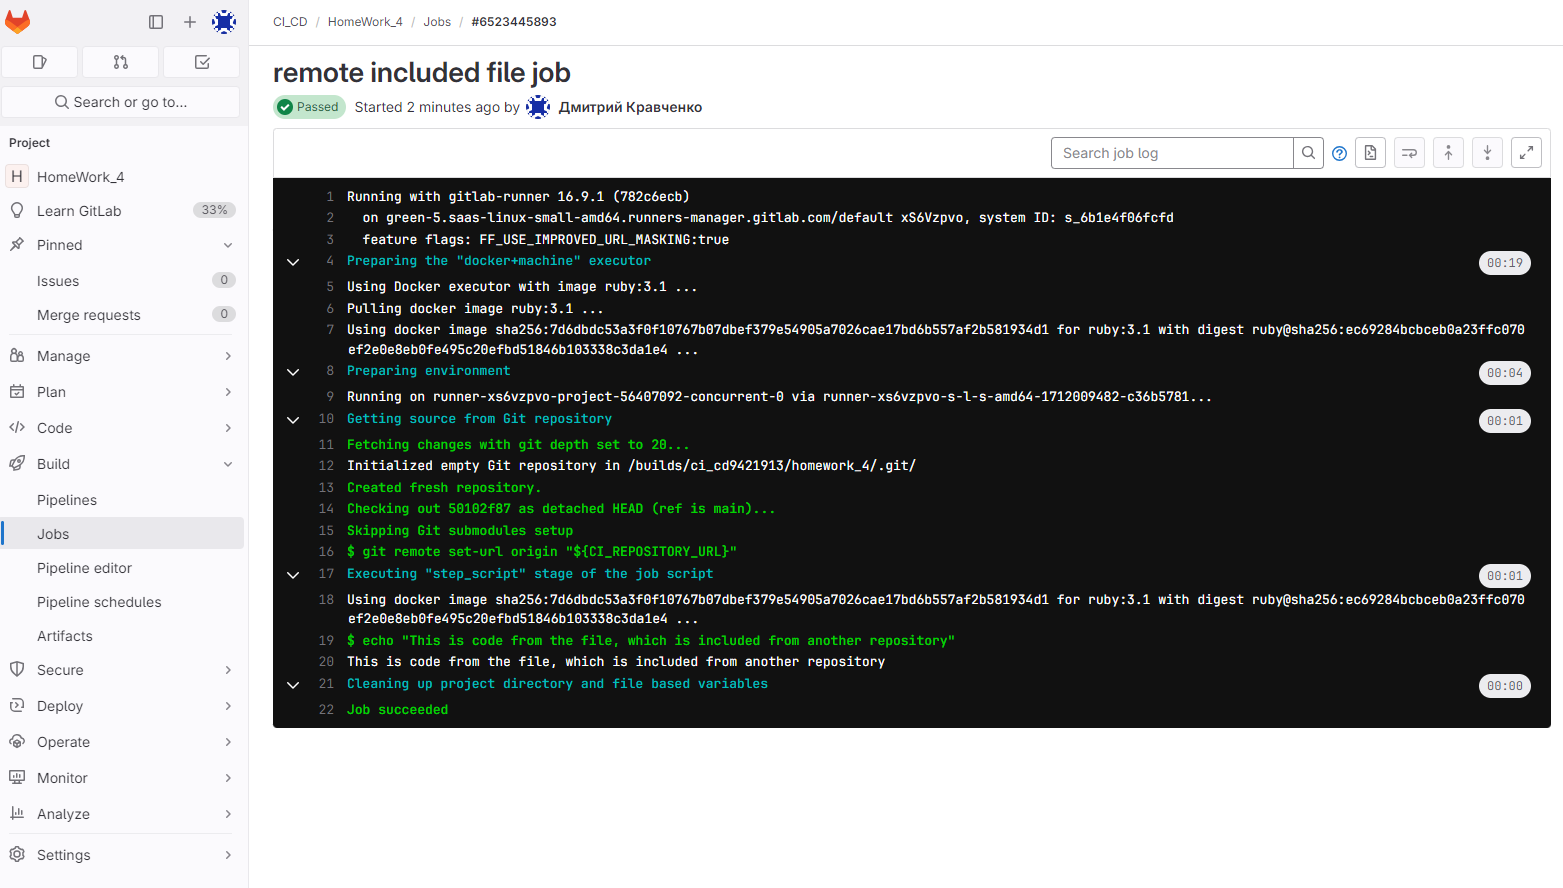 CI_CD / HomeWork_4 / Jobs / #6523445893
Search or go to...
Project
H HomeWork_4
Learn GitLab 33%
Pinned
Issues 0
Merge requests 0
Manage
Plan
Code
Build
Pipelines
Jobs
Pipeline editor
Pipeline schedules
Artifacts
Secure
Deploy
Operate
Monitor
Analyze
Settings
remote included file job
Passed Started 2 minutes ago by Дмитрий Кравченко
Search job log
1 Running with gitlab-runner 16.9.1 (782c6ecb)
2 on green-5.saas-linux-small-amd64.runners-manager.gitlab.com/default xS6Vzpvo, system ID: s_6b1e4f06fcfd
3 feature flags: FF_USE_IMPROVED_URL_MASKING:true
4 Preparing the "docker+machine" executor 00:19
5 Using Docker executor with image ruby:3.1 ...
6 Pulling docker image ruby:3.1 ...
7 Using docker image sha256:7d6dbdc53a3f0f10767b07dbef379e54905a7026cae17bd6b557af2b581934d1 for ruby:3.1 with digest ruby@sha256:ec69284bcbceb0a23ffc070
ef2e0e8eb0fe495c20efbd51846b103338c3da1e4 ...
8 Preparing environment 00:04
9 Running on runner-xs6vzpvo-project-56407092-concurrent-0 via runner-xs6vzpvo-s-l-s-amd64-1712009482-c36b5781...
10 Getting source from Git repository 00:01
11 Fetching changes with git depth set to 20...
12 Initialized empty Git repository in /builds/ci_cd9421913/homework_4/.git/
13 Created fresh repository.
14 Checking out 50102f87 as detached HEAD (ref is main)...
15 Skipping Git submodules setup
16 $ git remote set-url origin "${CI_REPOSITORY_URL}"
17 Executing "step_script" stage of the job script 00:01
18 Using docker image sha256:7d6dbdc53a3f0f10767b07dbef379e54905a7026cae17bd6b557af2b581934d1 for ruby:3.1 with digest ruby@sha256:ec69284bcbceb0a23ffc070
ef2e0e8eb0fe495c20efbd51846b103338c3da1e4 ...
19 $ echo "This is code from the file, which is included from another repository"
20 This is code from the file, which is included from another repository
21 Cleaning up project directory and file based variables 00:00
22 Job succeeded